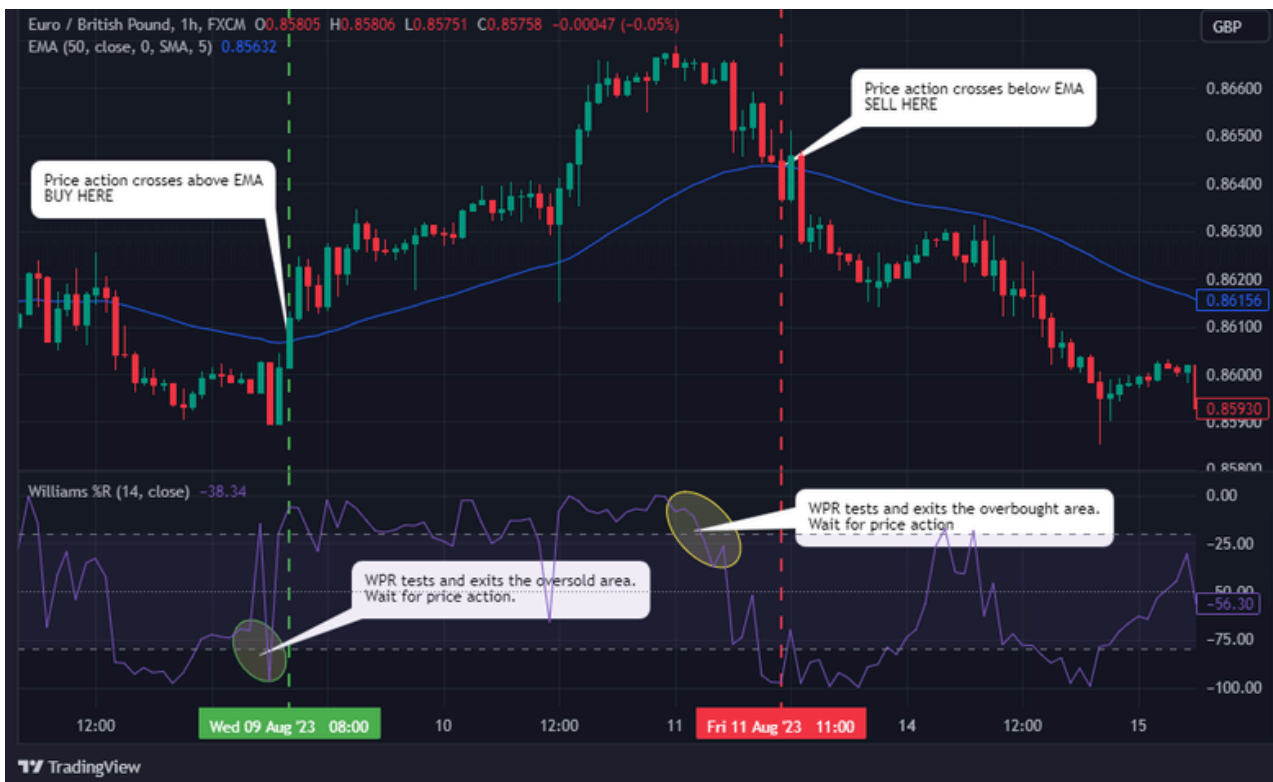 Euro / British Pound, 1h, FXCM O0.85805 H0.85806 L0.85751 C0.85758 −0.00047 (−0.05%)
GBP
EMA (50, close, 0, SMA, 5) 0.85632
0.86600
Price action crosses below EMA
SELL HERE
0.86500
Price action crosses above EMA
BUY HERE
0.86400
0.86300
0.86200
0.86156
0.86100
0.86000
0.85930
0.85900
0.85800
Williams %R (14, close) −38.34
0.00
WPR tests and exits the overbought area.
Wait for price action
−25.00
WPR tests and exits the oversold area.
Wait for price action.
−50.00
−56.30
−75.00
−100.00
12:00
Wed 09 Aug '23 08:00
10
12:00
11
Fri 11 Aug '23 11:00
14
12:00
15
TradingView